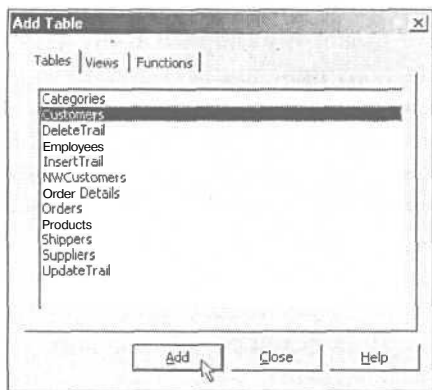 Add Table
Tables Views Functions
Categories
Customers
DeleteTrail
Employees
InsertTrail
NWCustomers
Order Details
Orders
Products
Shippers
Suppliers
UpdateTrail
Add Close Help